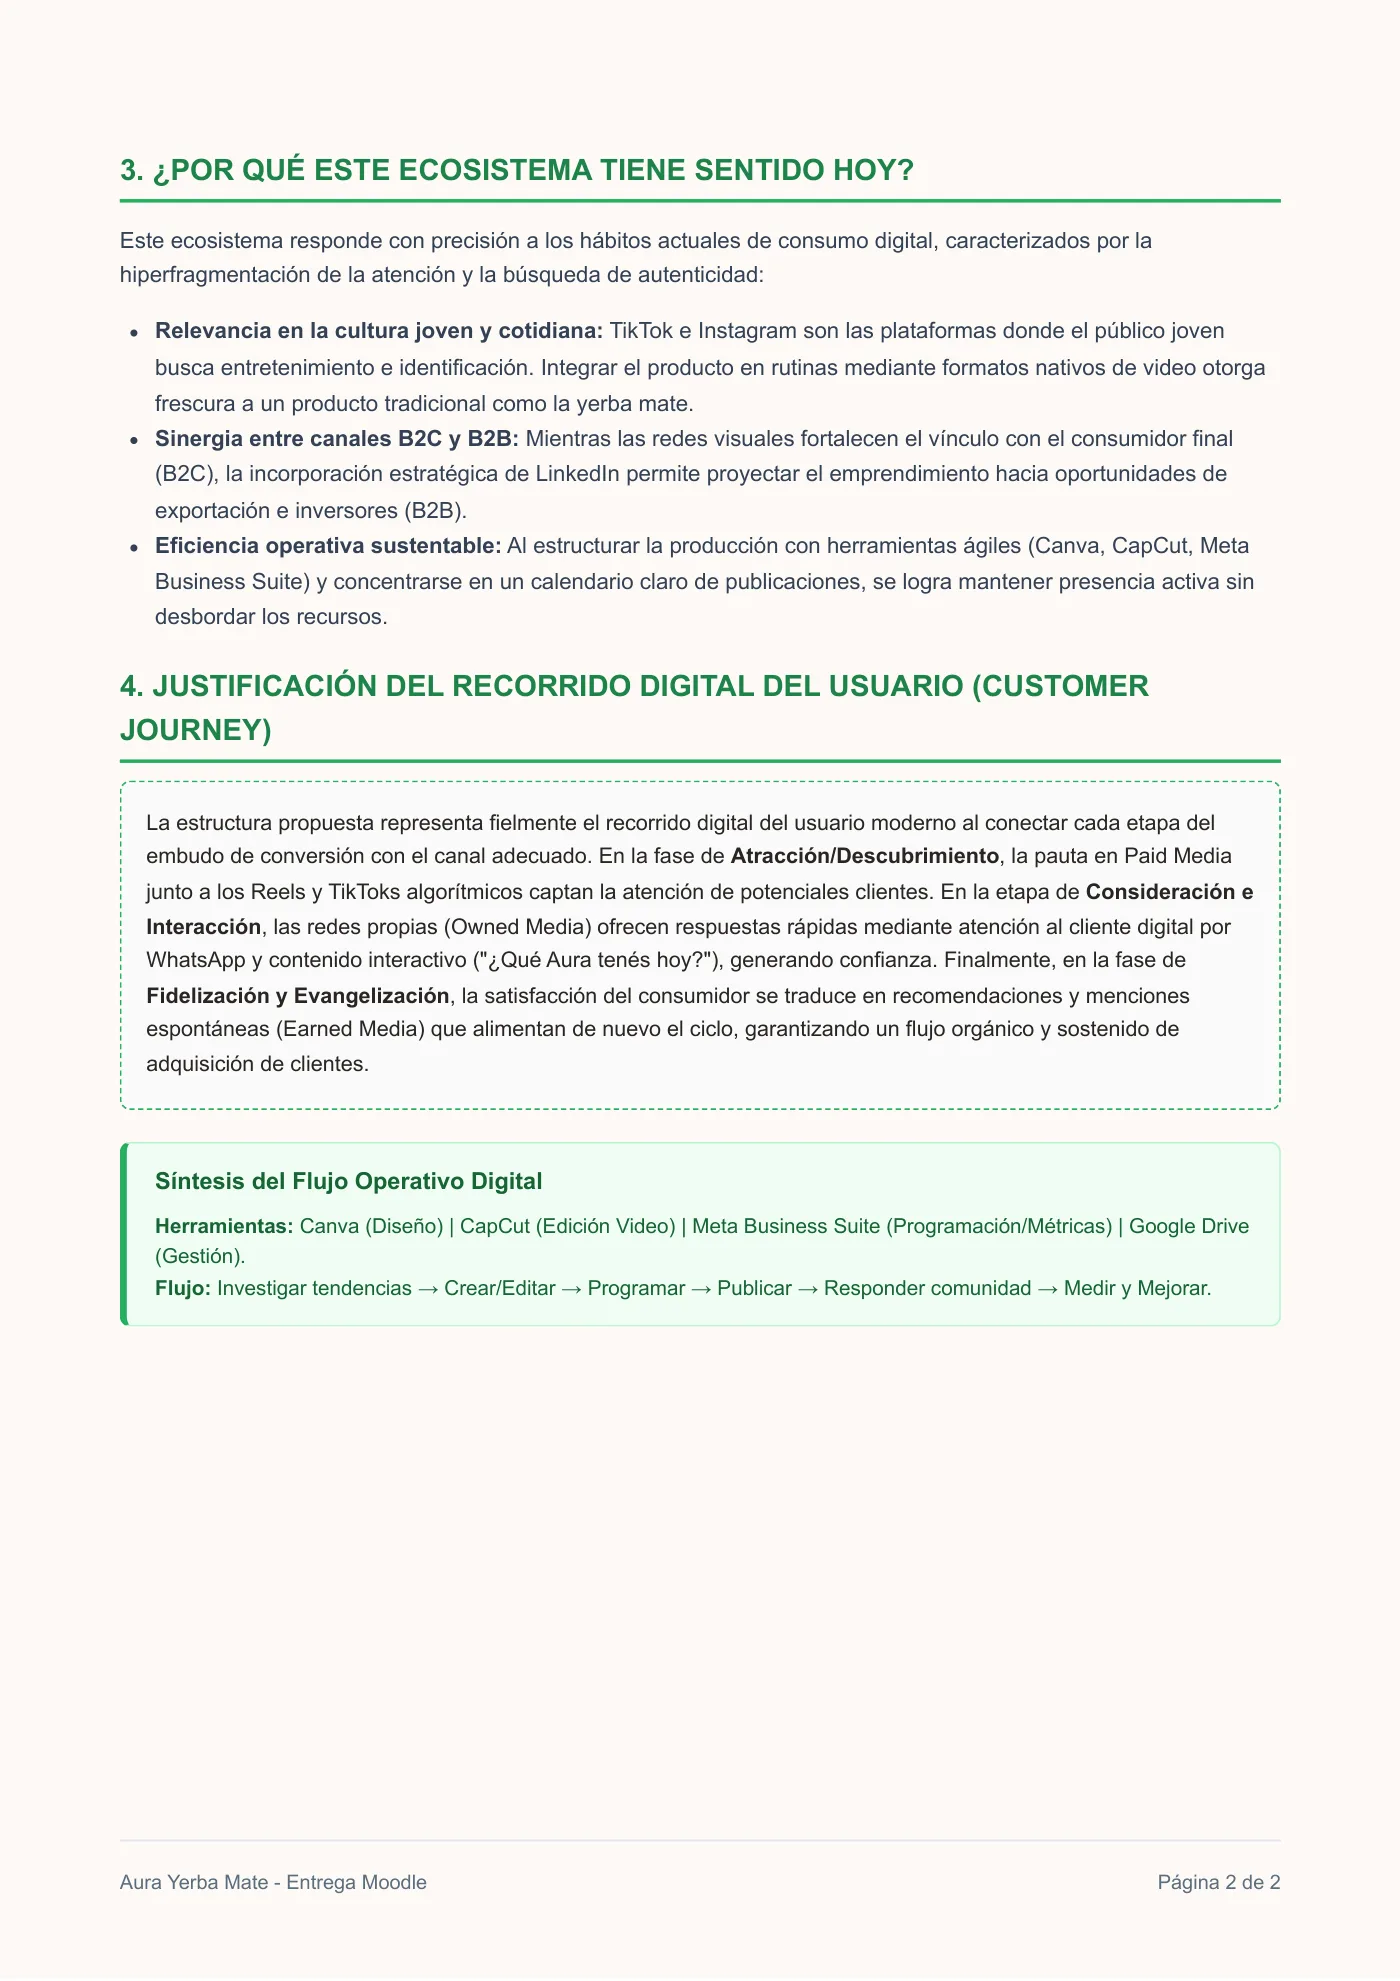 3. ¿POR QUÉ ESTE ECOSISTEMA TIENE SENTIDO HOY?
Este ecosistema responde con precisión a los hábitos actuales de consumo digital, caracterizados por la
hiperfragmentación de la atención y la búsqueda de autenticidad:
• Relevancia en la cultura joven y cotidiana: TikTok e Instagram son las plataformas donde el público joven
busca entretenimiento e identificación. Integrar el producto en rutinas mediante formatos nativos de video otorga
frescura a un producto tradicional como la yerba mate.
• Sinergia entre canales B2C y B2B: Mientras las redes visuales fortalecen el vínculo con el consumidor final
(B2C), la incorporación estratégica de LinkedIn permite proyectar el emprendimiento hacia oportunidades de
exportación e inversores (B2B).
• Eficiencia operativa sustentable: Al estructurar la producción con herramientas ágiles (Canva, CapCut, Meta
Business Suite) y concentrarse en un calendario claro de publicaciones, se logra mantener presencia activa sin
desbordar los recursos.
4. JUSTIFICACIÓN DEL RECORRIDO DIGITAL DEL USUARIO (CUSTOMER
JOURNEY)
La estructura propuesta representa fielmente el recorrido digital del usuario moderno al conectar cada etapa del
embudo de conversión con el canal adecuado. En la fase de Atracción/Descubrimiento, la pauta en Paid Media
junto a los Reels y TikToks algorítmicos captan la atención de potenciales clientes. En la etapa de Consideración e
Interacción, las redes propias (Owned Media) ofrecen respuestas rápidas mediante atención al cliente digital por
WhatsApp y contenido interactivo ("¿Qué Aura tenés hoy?"), generando confianza. Finalmente, en la fase de
Fidelización y Evangelización, la satisfacción del consumidor se traduce en recomendaciones y menciones
espontáneas (Earned Media) que alimentan de nuevo el ciclo, garantizando un flujo orgánico y sostenido de
adquisición de clientes.
Síntesis del Flujo Operativo Digital
Herramientas: Canva (Diseño) | CapCut (Edición Video) | Meta Business Suite (Programación/Métricas) | Google Drive
(Gestión).
Flujo: Investigar tendencias → Crear/Editar → Programar → Publicar → Responder comunidad → Medir y Mejorar.
Aura Yerba Mate - Entrega Moodle
Página 2 de 2